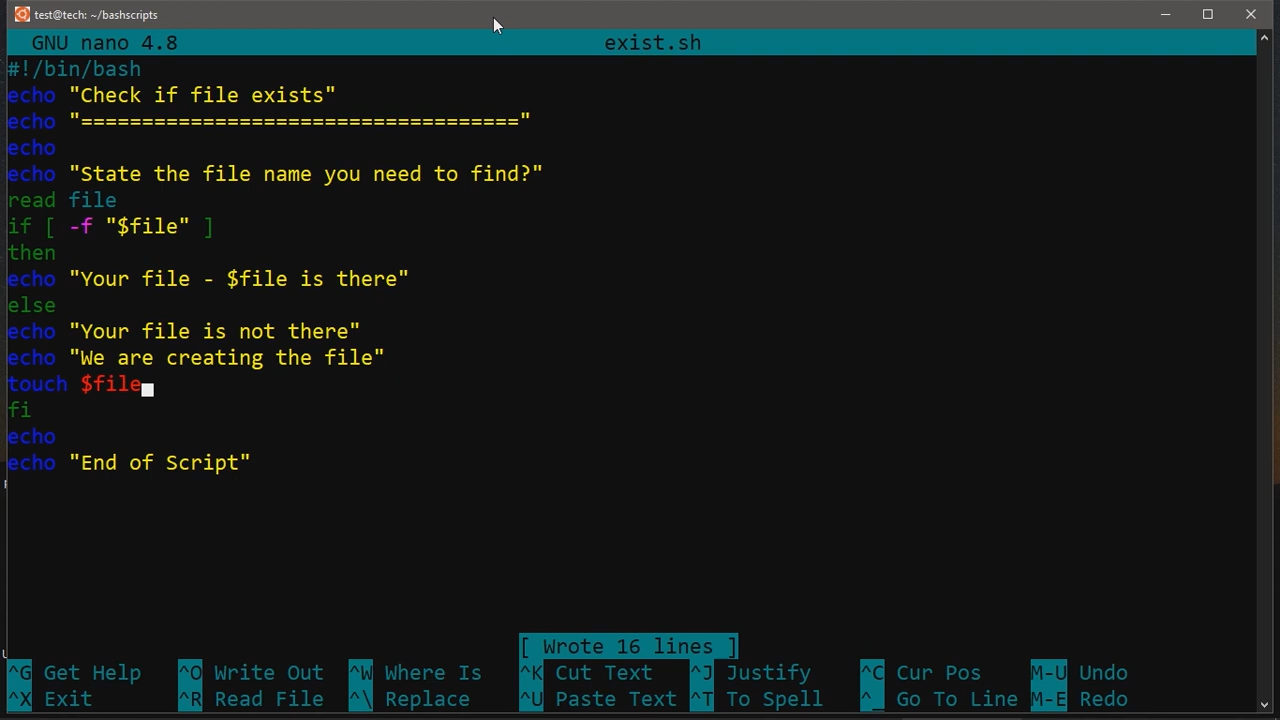 test@tech: ~/bashscripts
GNU nano 4.8 exist.sh
#!/bin/bash
echo "Check if file exists"
echo "===================================="
echo
echo "State the file name you need to find?"
read file
if [ -f "$file" ]
then
echo "Your file - $file is there"
else
echo "Your file is not there"
echo "We are creating the file"
touch $file
fi
echo
echo "End of Script"
[ Wrote 16 lines ]
^G Get Help ^O Write Out ^W Where Is ^K Cut Text ^J Justify ^C Cur Pos M-U Undo
^X Exit ^R Read File ^\ Replace ^U Paste Text ^T To Spell ^_ Go To Line M-E Redo